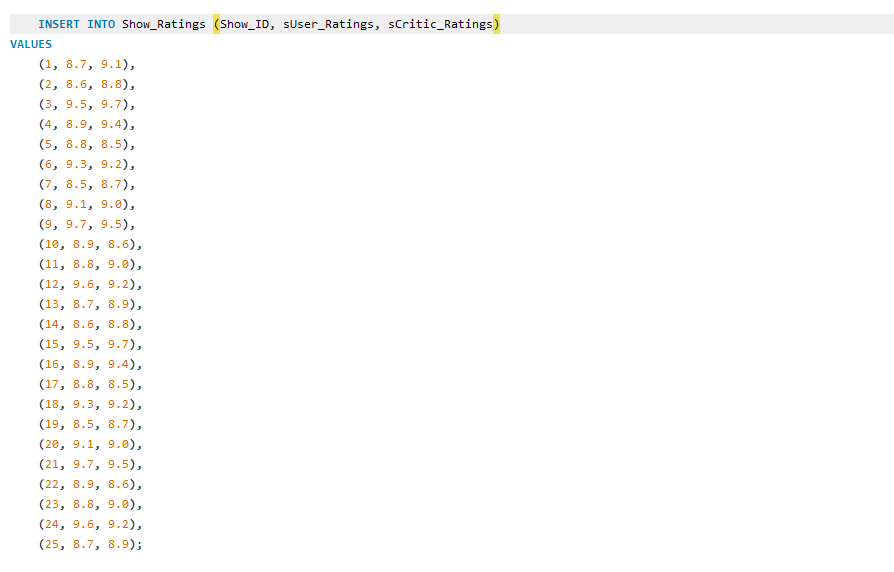 INSERT INTO Show_Ratings (Show_ID, sUser_Ratings, sCritic_Ratings)
VALUES
(1, 8.7, 9.1),
(2, 8.6, 8.8),
(3, 9.5, 9.7),
(4, 8.9, 9.4),
(5, 8.8, 8.5),
(6, 9.3, 9.2),
(7, 8.5, 8.7),
(8, 9.1, 9.0),
(9, 9.7, 9.5),
(10, 8.9, 8.6),
(11, 8.8, 9.0),
(12, 9.6, 9.2),
(13, 8.7, 8.9),
(14, 8.6, 8.8),
(15, 9.5, 9.7),
(16, 8.9, 9.4),
(17, 8.8, 8.5),
(18, 9.3, 9.2),
(19, 8.5, 8.7),
(20, 9.1, 9.0),
(21, 9.7, 9.5),
(22, 8.9, 8.6),
(23, 8.8, 9.0),
(24, 9.6, 9.2),
(25, 8.7, 8.9);